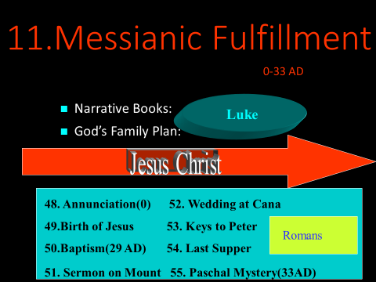 11.Messianic Fulfillment
0-33 AD
Narrative Books:
Luke
God's Family Plan:
Jesus Christ
48. Annunciation(0) 52. Wedding at Cana
49.Birth of Jesus 53. Keys to Peter
Romans
50.Baptism(29 AD) 54. Last Supper
51. Sermon on Mount 55. Paschal Mystery(33AD)